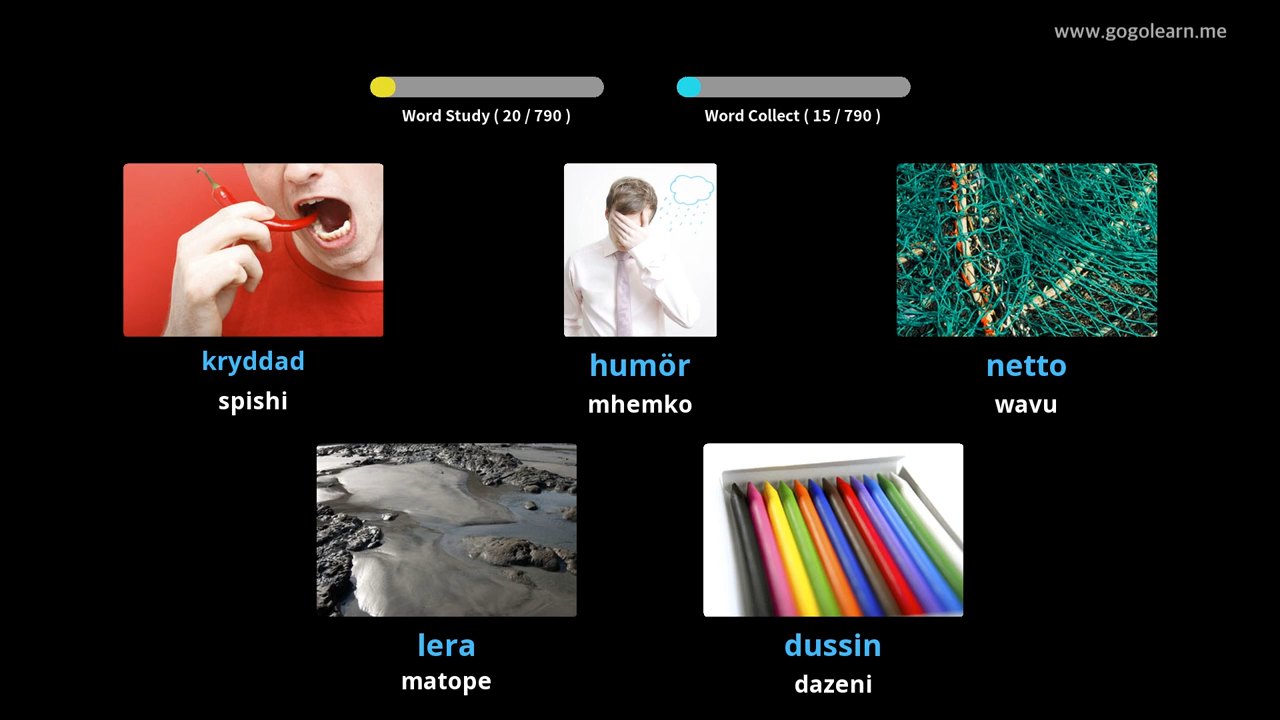 www.gogolearn.me
Word Study ( 20 / 790 )
Word Collect ( 15 / 790 )
kryddad
spishi
humör
mhemko
netto
wavu
lera
matope
dussin
dazeni